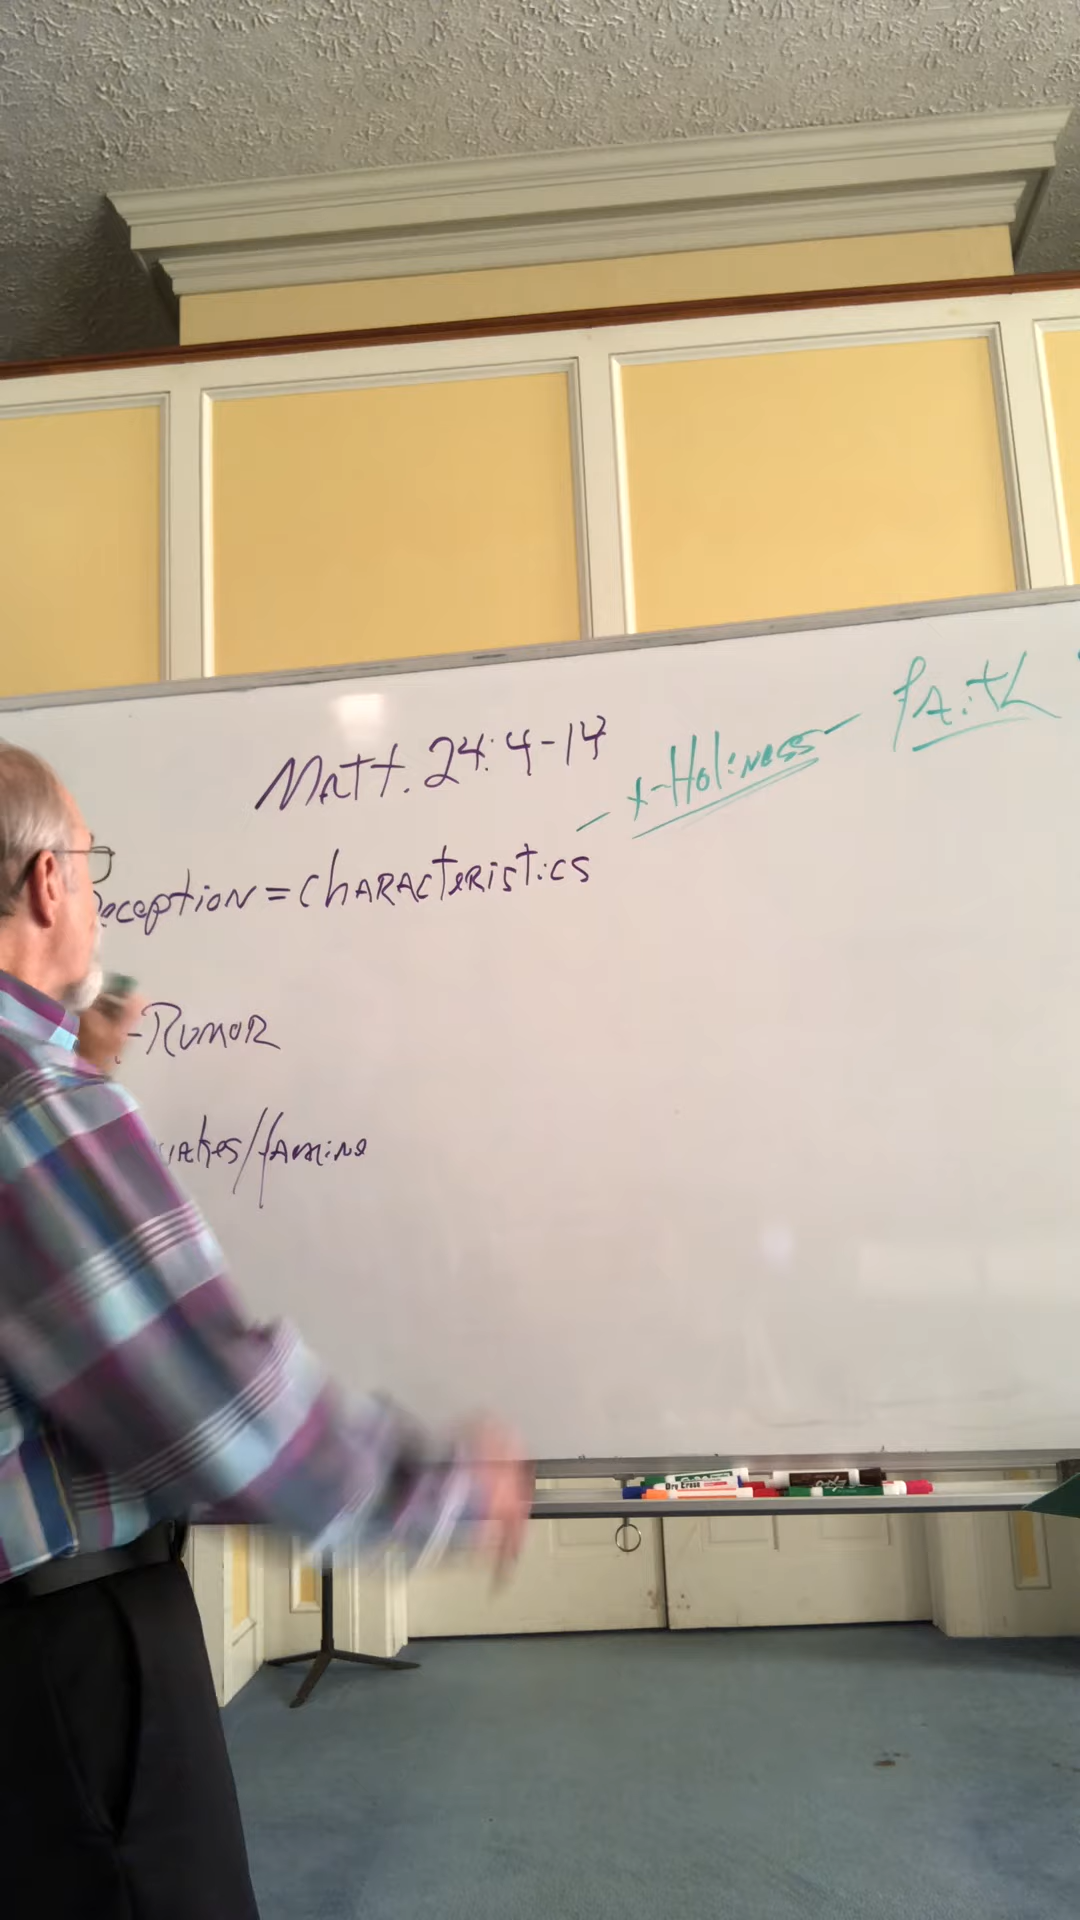 fAith
Matt. 24:4-14
x-Holiness
eception = ChARActeRistics
-RumoR
uakes/famine
Dry Erase